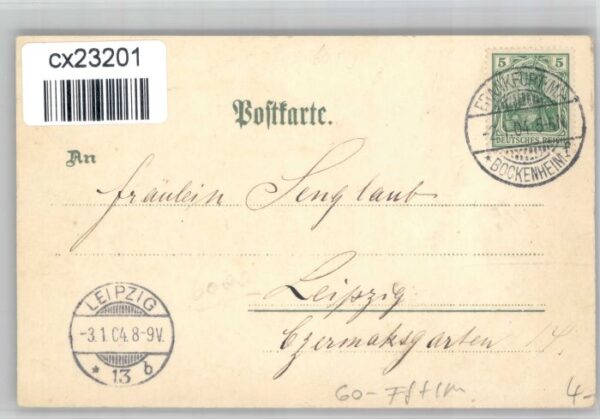 cx23201
5
5
DEUTSCHES REICH
FRANKFURT (MAIN)
* BOCKENHEIM.
Postkarte.
An
Fräulein Senglaub
Leipzig
Czermaksgarten 14.
LEIPZIG
-3.1.04.8-9V.
* 13 b
60-
4-